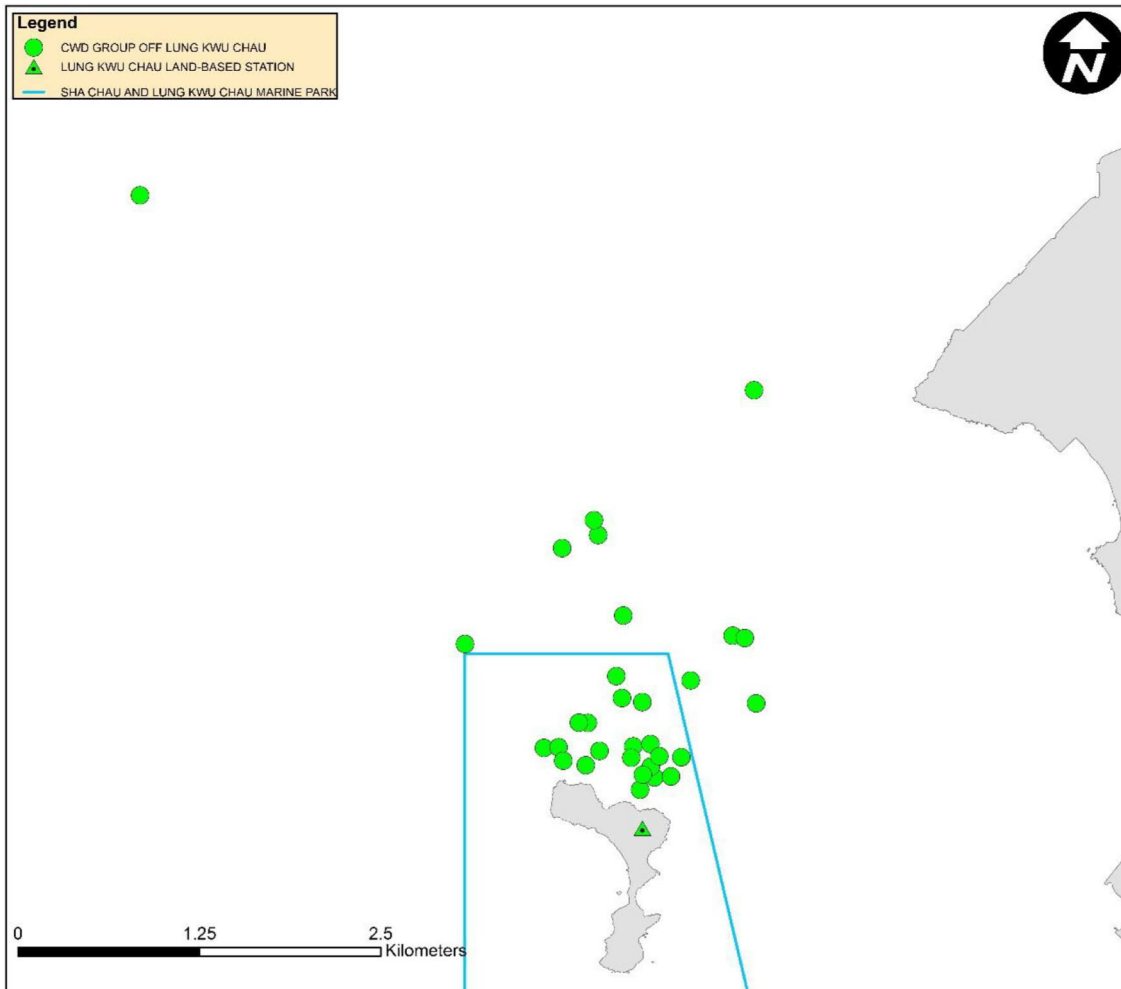 Legend
CWD GROUP OFF LUNG KWU CHAU
LUNG KWU CHAU LAND-BASED STATION
SHA CHAU AND LUNG KWU CHAU MARINE PARK
N
0 1.25 2.5
Kilometers